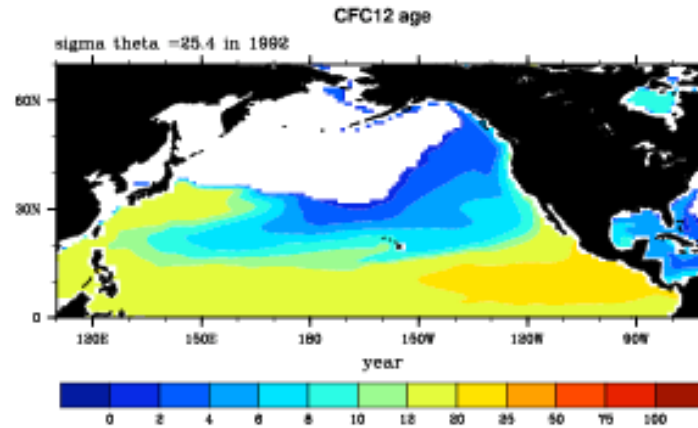 CFC12 age
sigma theta =25.4 in 1992
60N
30N
0
120E 150E 180 150W 120W 90W
year
0 2 4 6 8 10 12 20 25 50 75 100